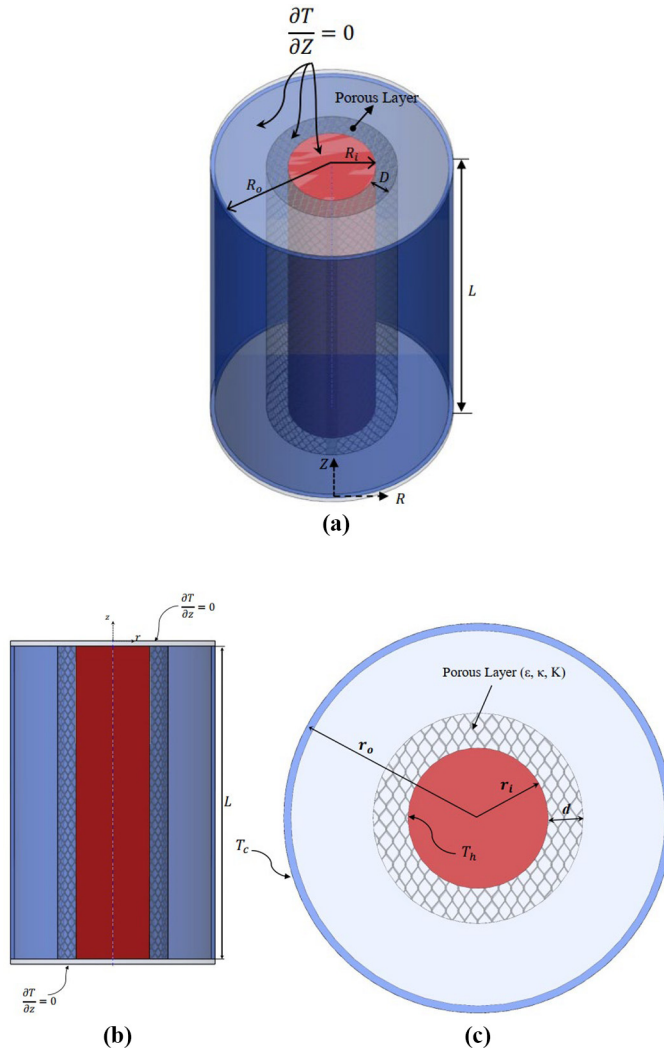 ∂T/∂Z = 0
Porous Layer
R_i
R_o
D
L
Z
R
(a)
∂T/∂z = 0
z
r
L
∂T/∂z = 0
(b)
Porous Layer (ε, κ, K)
r_o
r_i
d
T_c
T_h
(c)